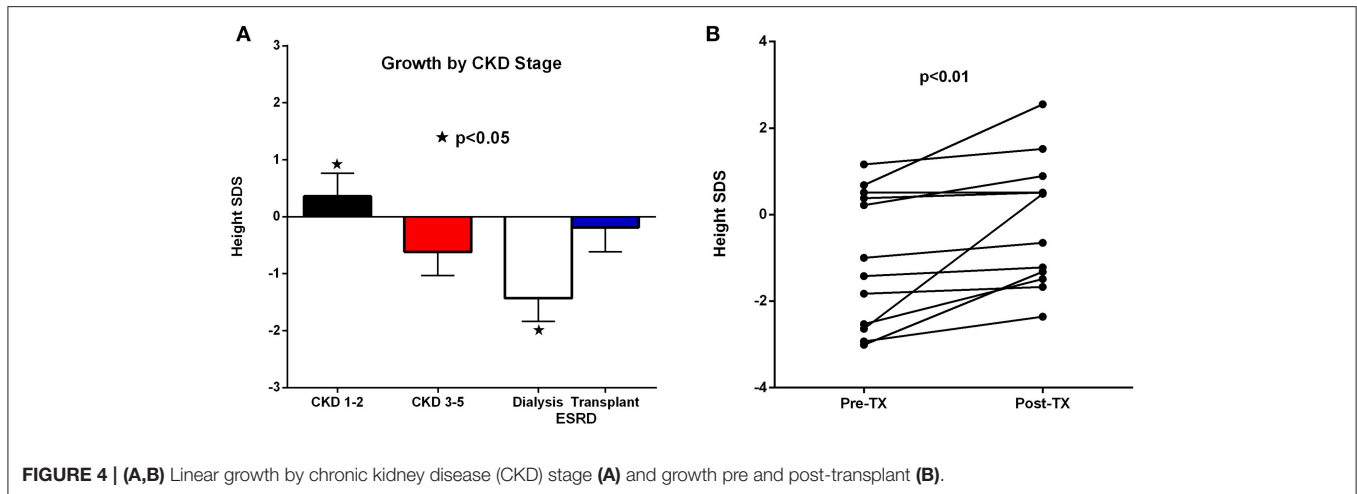 A
Growth by CKD Stage
★ p<0.05
Height SDS
3
2
1
0
-1
-2
-3
CKD 1-2 CKD 3-5 Dialysis Transplant
ESRD
B
p<0.01
Height SDS
4
2
0
-2
-4
Pre-TX Post-TX
FIGURE 4 | (A,B) Linear growth by chronic kidney disease (CKD) stage (A) and growth pre and post-transplant (B).